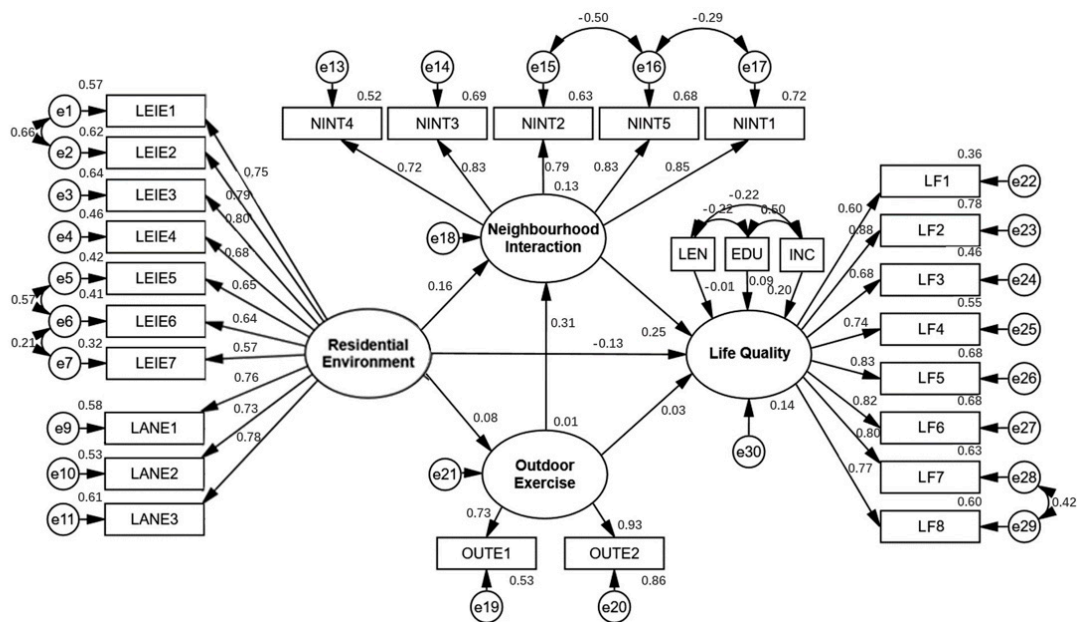 -0.50
-0.29
e13
e14
e15
e16
e17
0.57
0.52
0.69
0.63
0.68
0.72
e1
LEIE1
NINT4
NINT3
NINT2
NINT5
NINT1
0.66
0.62
e2
LEIE2
0.72
0.83
0.79
0.83
0.85
0.36
0.75
0.64
e3
LEIE3
0.79
0.13
LF1
e22
0.80
0.60
0.78
0.46
-0.22
-0.22
0.50
e4
LEIE4
e18
Neighbourhood
Interaction
0.88
LF2
e23
0.42
0.68
LEN
EDU
INC
0.46
e5
LEIE5
0.65
0.68
LF3
e24
0.57
0.41
0.16
-0.01
0.09
0.20
0.55
e6
LEIE6
0.64
0.31
0.25
0.74
LF4
e25
0.21
0.32
Residential
Environment
-0.13
Life Quality
0.68
e7
LEIE7
0.57
0.83
LF5
e26
0.76
0.82
0.68
0.58
0.73
0.08
0.03
0.14
e9
LANE1
0.01
0.80
LF6
e27
0.53
0.78
e30
0.63
e10
LANE2
e21
Outdoor
Exercise
0.77
LF7
e28
0.61
0.60
0.42
e11
LANE3
0.73
0.93
LF8
e29
OUTE1
OUTE2
0.53
0.86
e19
e20